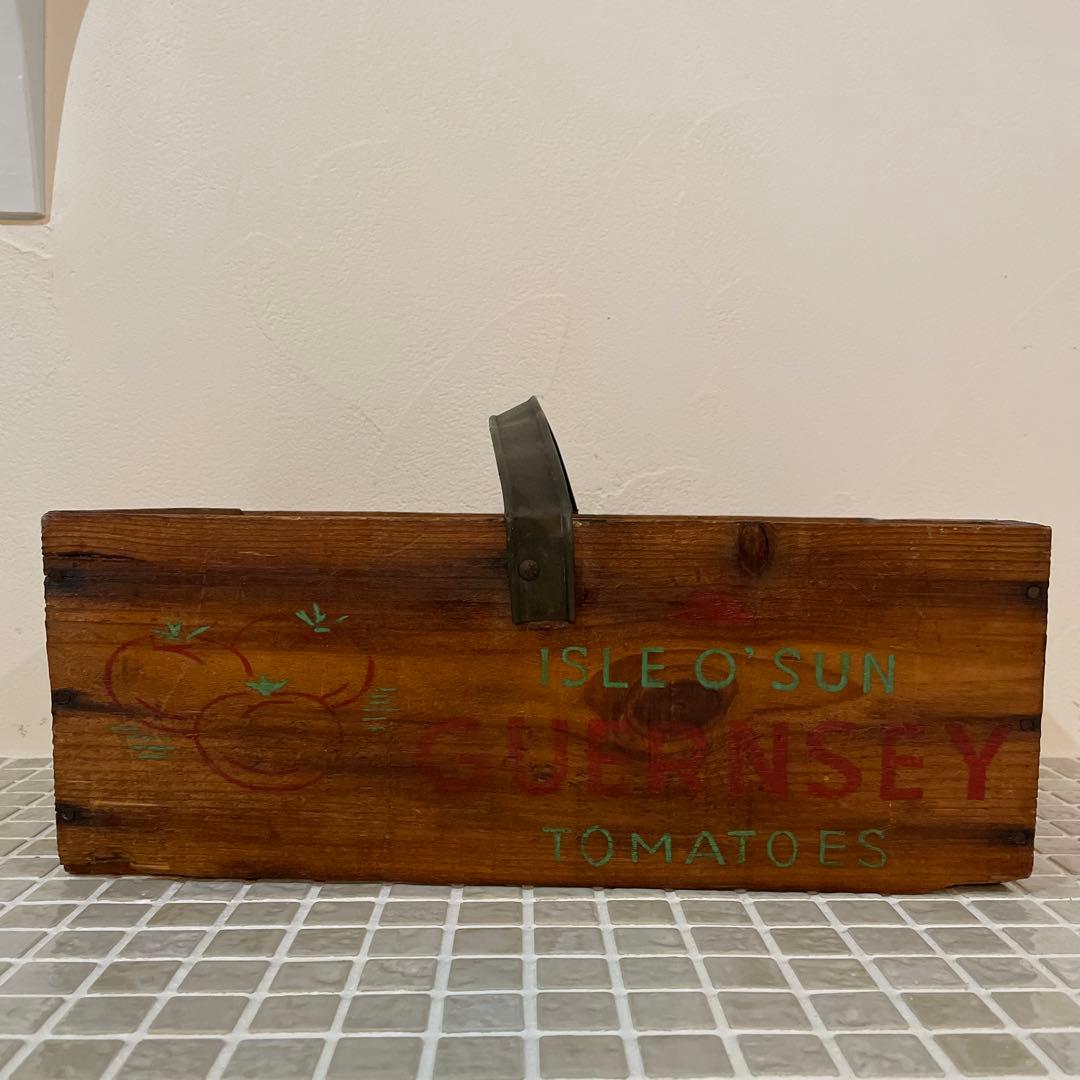 ISLE O' SUN
GUERNSEY
TOMATOES